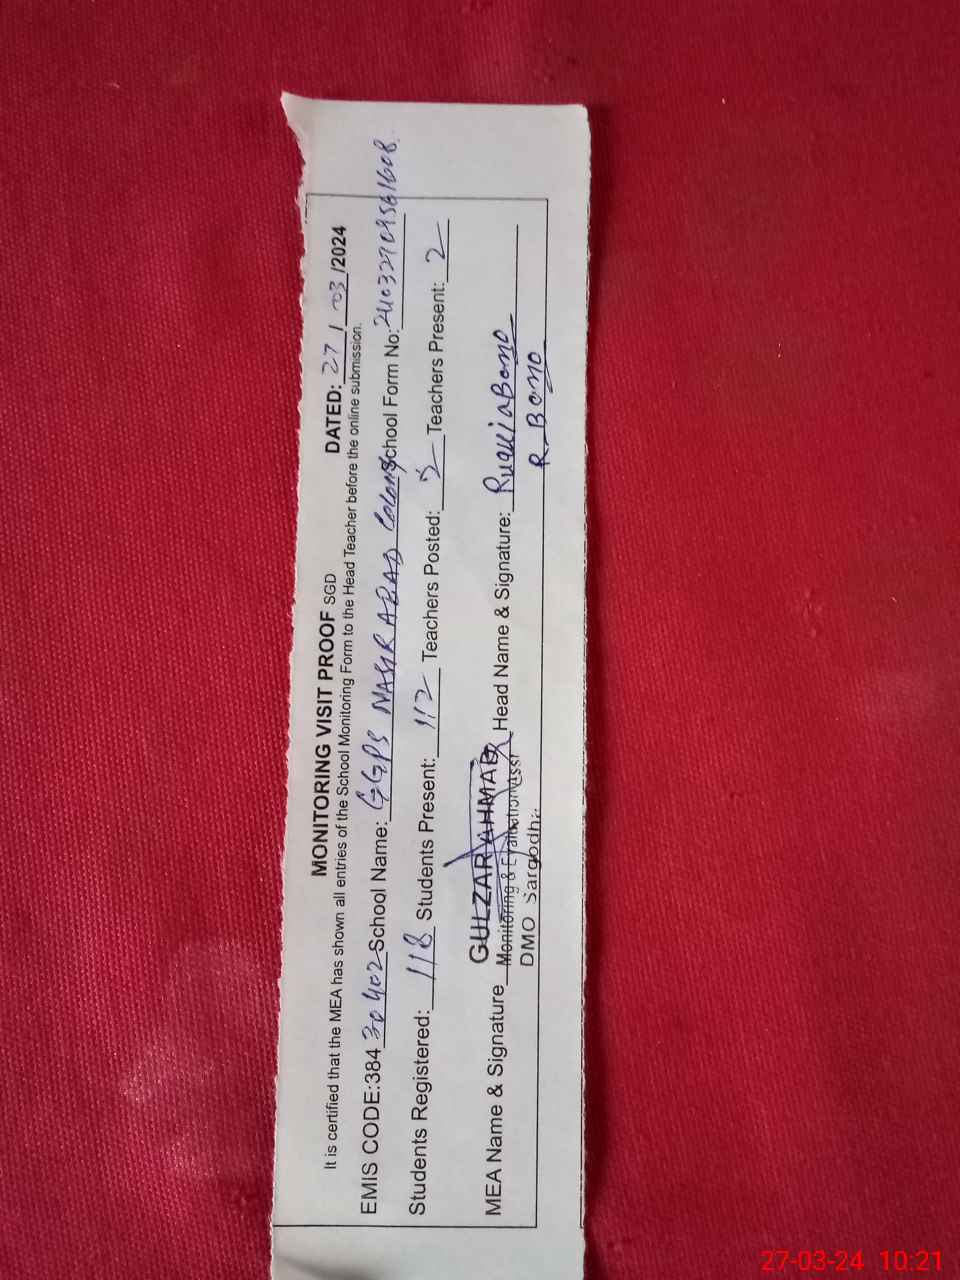 MONITORING VISIT PROOF SGD DATED: 27/03/2024
It is certified that the MEA has shown all entries of the School Monitoring Form to the Head Teacher before the online submission.
EMIS CODE:384 30402 School Name: GGPS NASIR ABAD Colony School Form No: 24032709561608
Students Registered: 118 Students Present: 112 Teachers Posted: 2 Teachers Present: 2
MEA Name & Signature GULZAR AHMAD Head Name & Signature: Ruquia Bano
Monitoring & Evaluation Asst
DMO Sargodha R. Bano
27-03-24 10:21